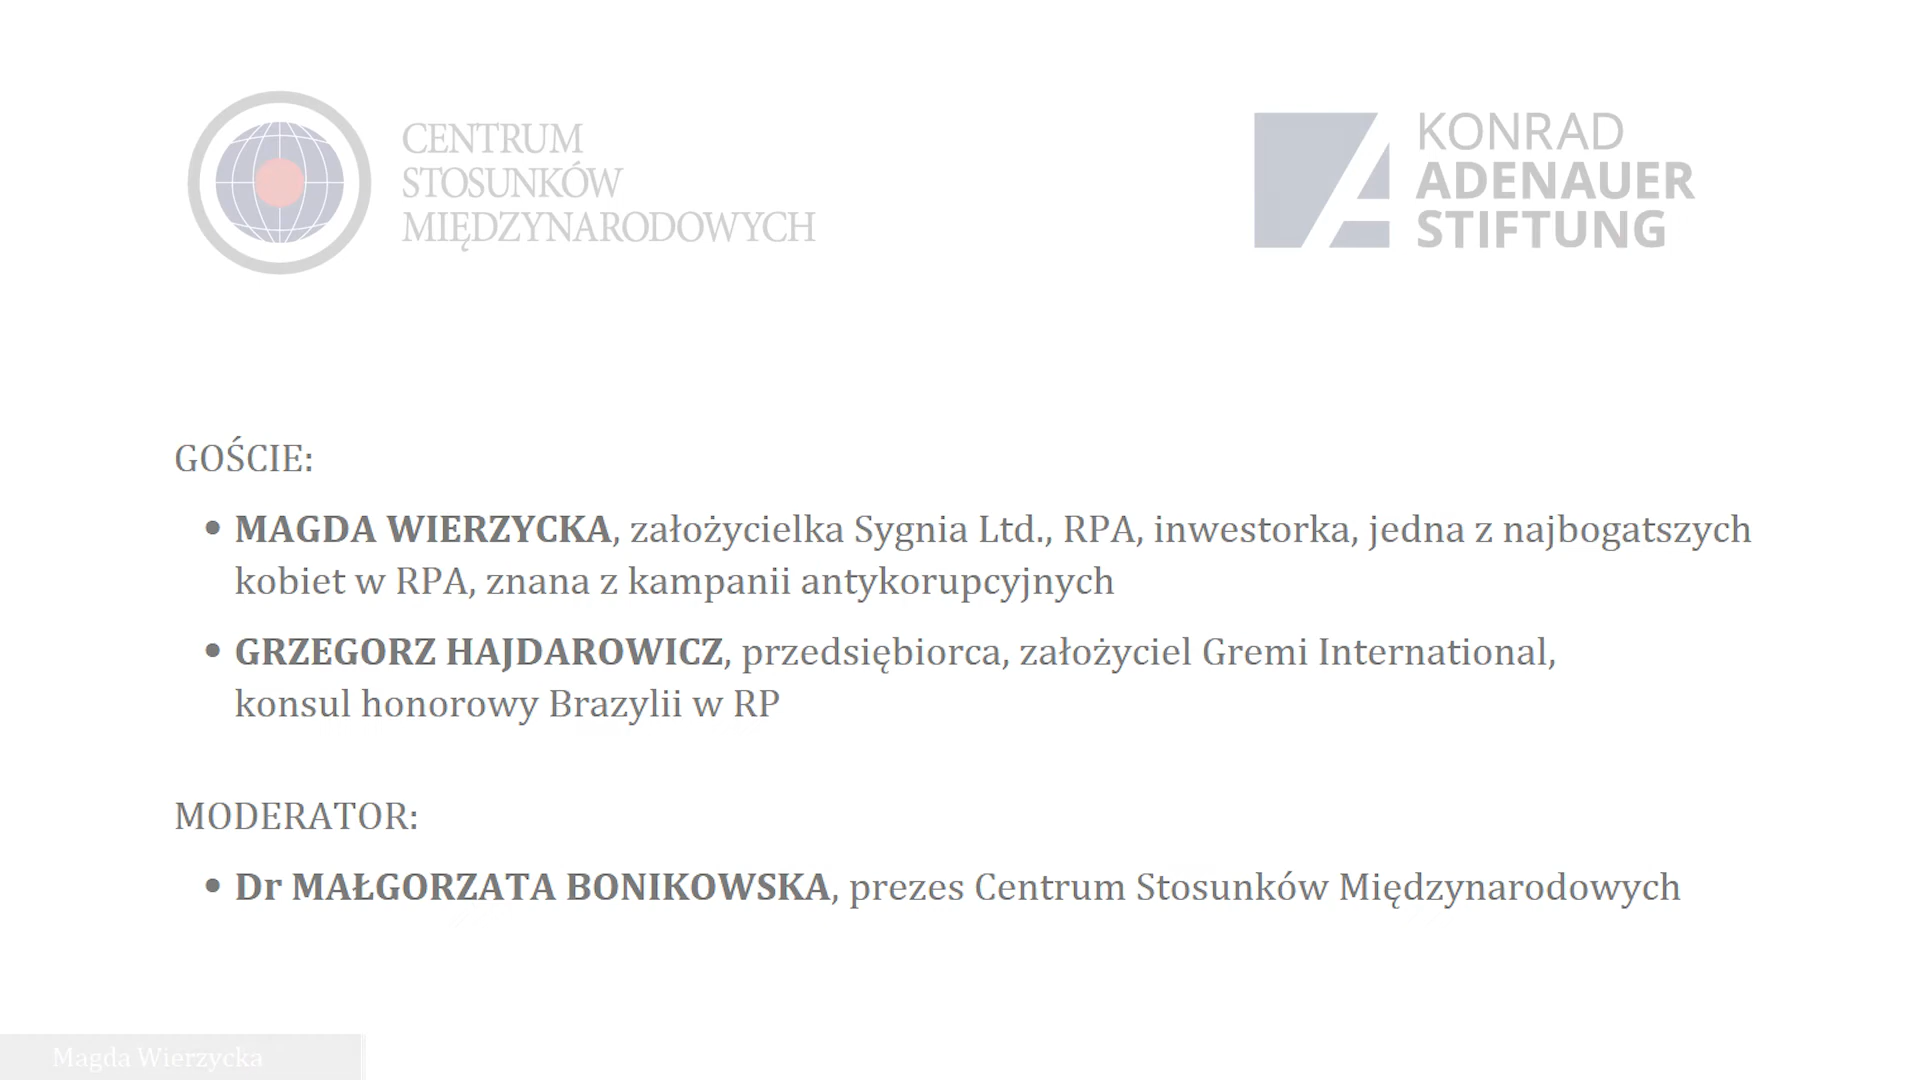 CENTRUM
STOSUNKÓW
MIĘDZYNARODOWYCH
KONRAD
ADENAUER
STIFTUNG
GOŚCIE:
• MAGDA WIERZYCKA, założycielka Sygnia Ltd., RPA, inwestorka, jedna z najbogatszych
kobiet w RPA, znana z kampanii antykorupcyjnych
• GRZEGORZ HAJDAROWICZ, przedsiębiorca, założyciel Gremi International,
konsul honorowy Brazylii w RP
MODERATOR:
• Dr MAŁGORZATA BONIKOWSKA, prezes Centrum Stosunków Międzynarodowych
Magda Wierzycka